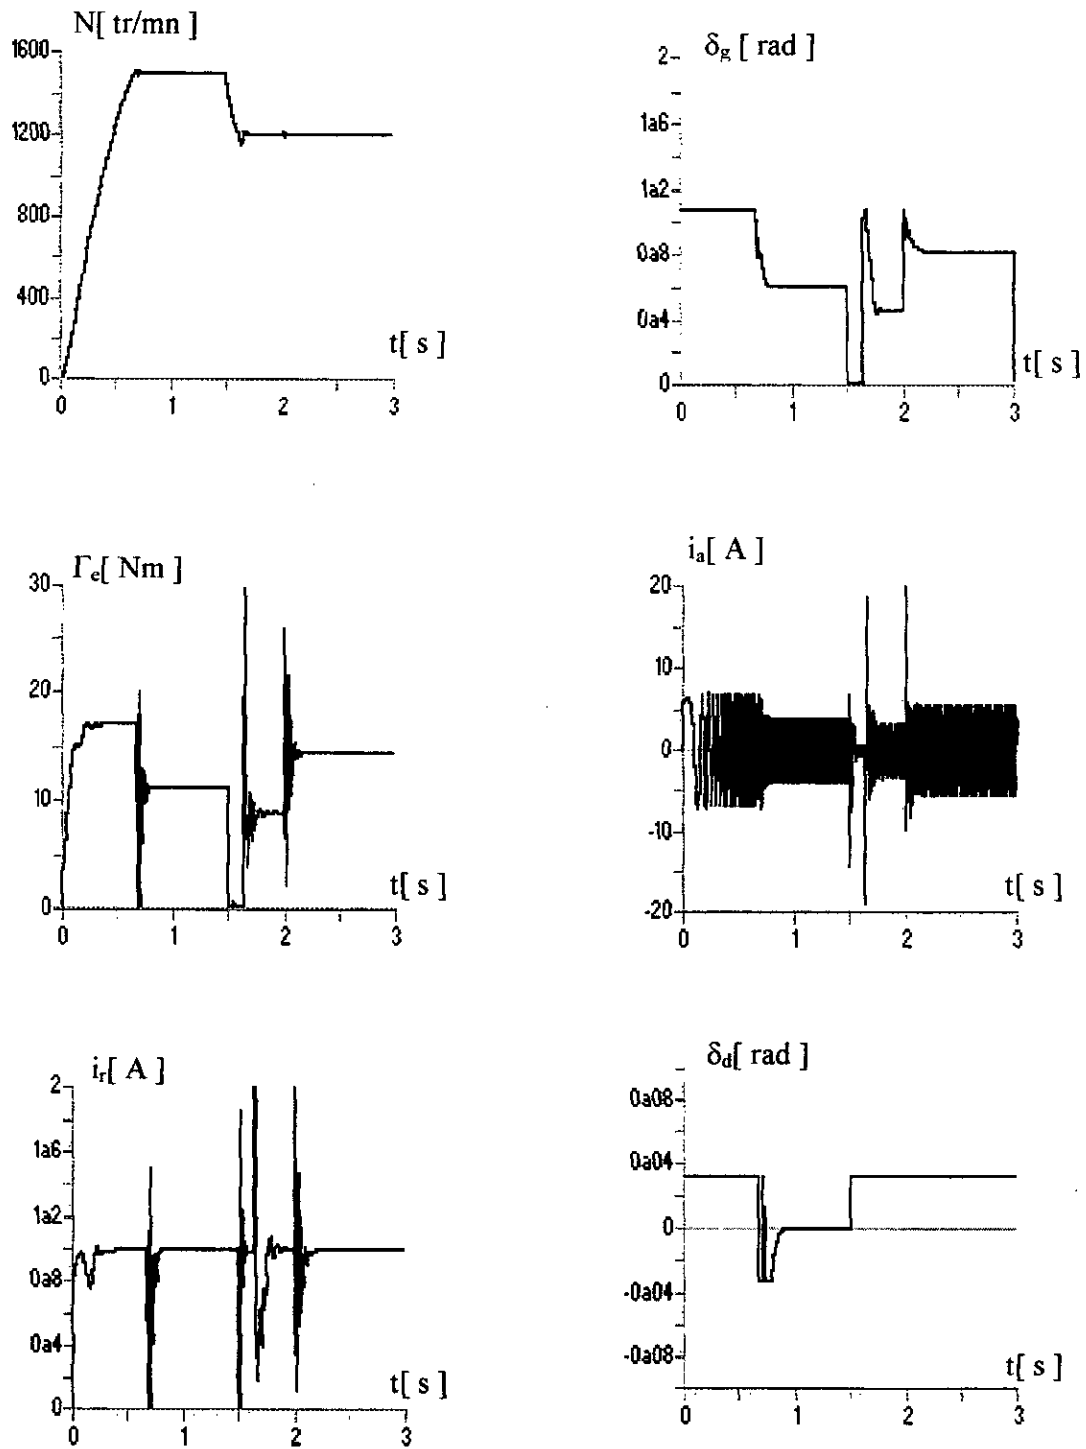 N[ tr/mn ]
1600
1200
800
400
0
0 1 2 3
t[ s ]
δg [ rad ]
2
1a6
1a2
0a8
0a4
0
0 1 2 3
t[ s ]
Γe[ Nm ]
30
20
10
0
0 1 2 3
t[ s ]
ia[ A ]
20
10
0
-10
-20
0 1 2 3
t[ s ]
ir[ A ]
2
1a6
1a2
0a8
0a4
0
0 1 2 3
t[ s ]
δd[ rad ]
0a08
0a04
0
-0a04
-0a08
0 1 2 3
t[ s ]